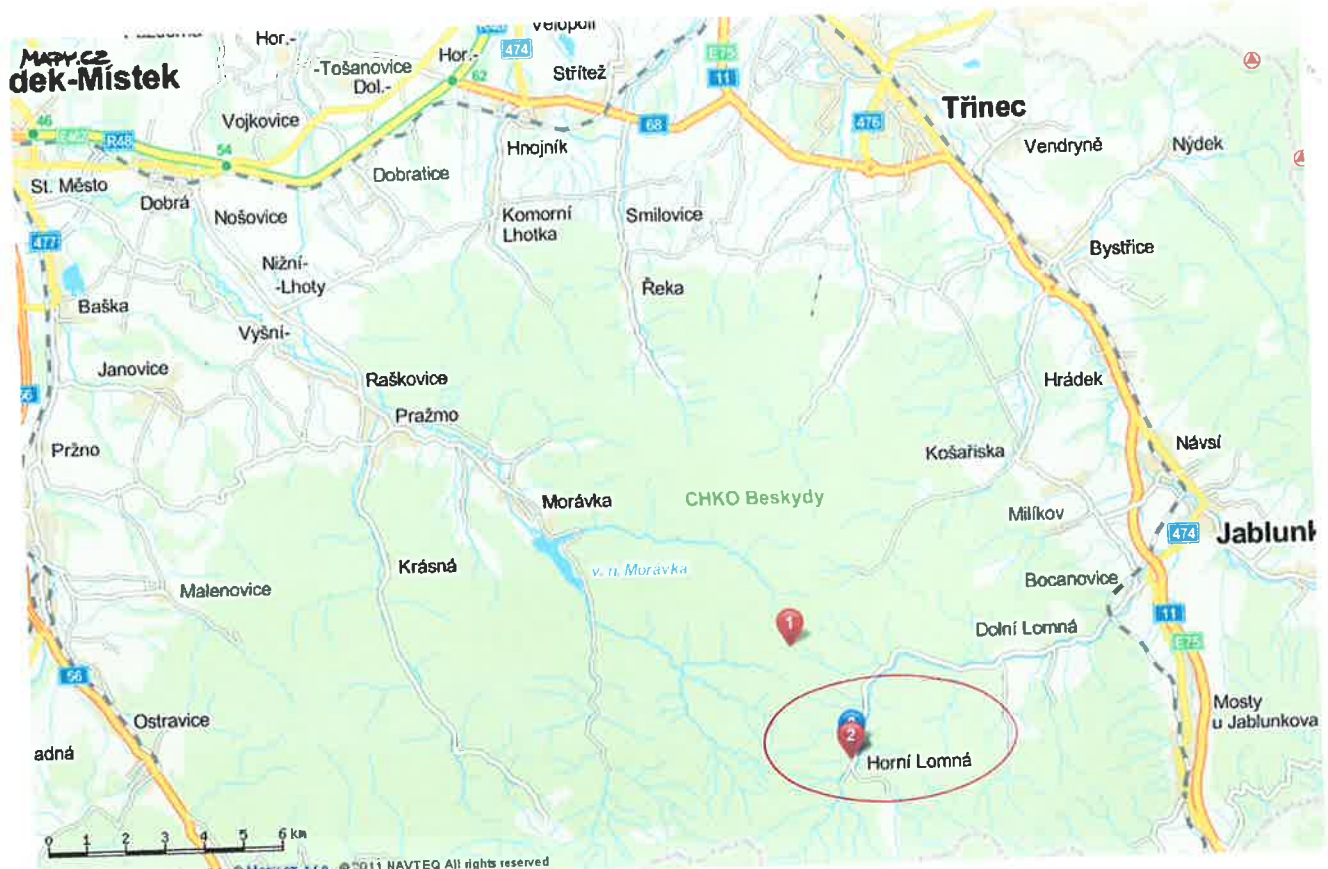 Hor.-
Velopolí
MAPY.CZ
dek-Místek
-Tošanovice
Dol.-
Hor.-
474
E75
62
Střítež
11
Třinec
46
E462
R48
Vojkovice
54
68
476
Hnojník
Vendryně
Nýdek
St. Město
Dobrá
Dobratice
Nošovice
Komorní
Lhotka
Smilovice
477
Bystřice
Nižní-
-Lhoty
Řeka
Baška
Vyšní-
Janovice
Raškovice
Hrádek
56
Pražmo
Pržno
Košařiska
Návsí
Morávka
CHKO Beskydy
Milíkov
474
Jablunk
Krásná
v. n. Morávka
Bocanovice
Malenovice
1
11
Dolní Lomná
E75
56
Ostravice
Mosty
u Jablunkova
adná
2
Horní Lomná
0 1 2 3 4 5 6 km
© 2011 NAVTEQ All rights reserved